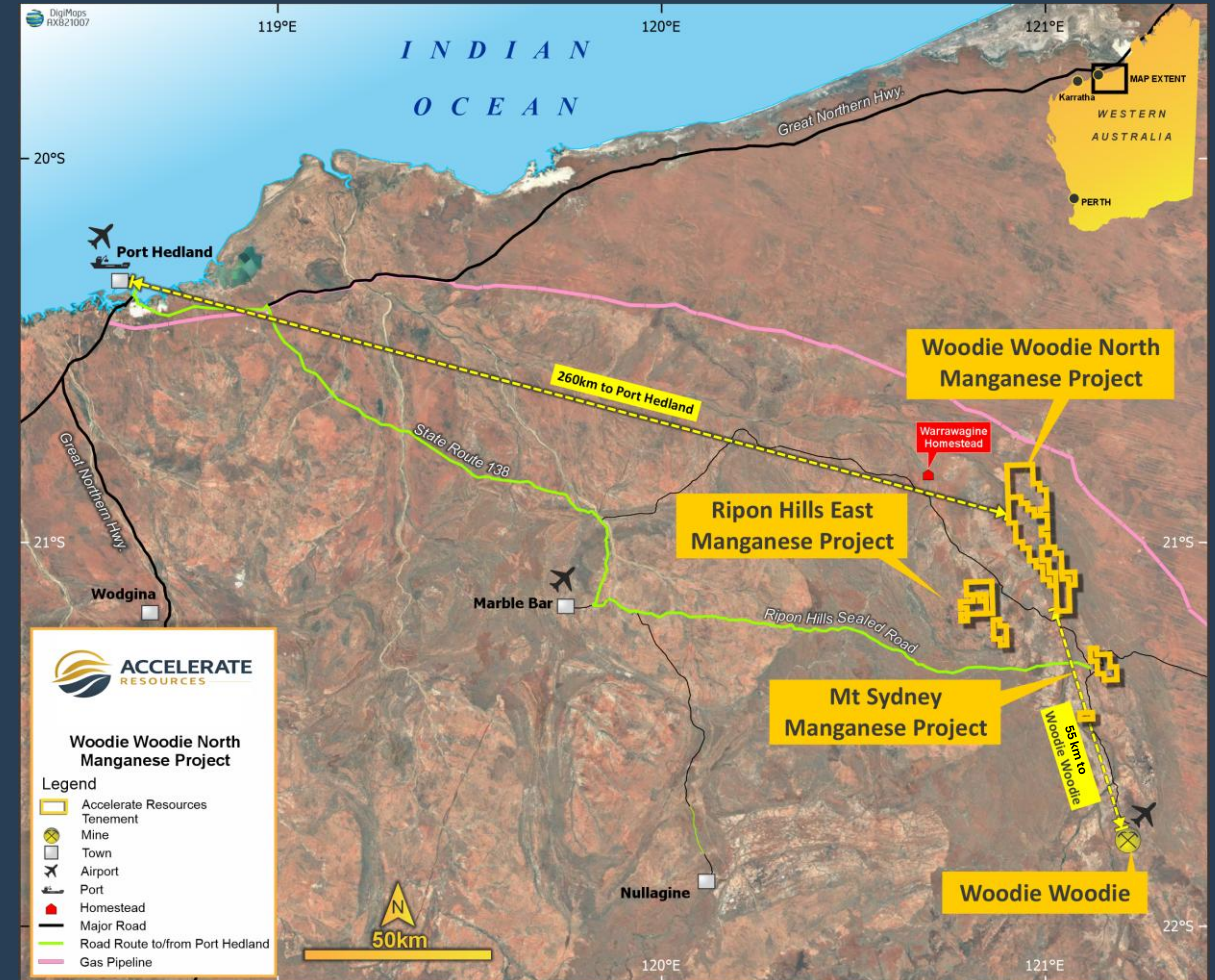 DigiMaps
RXB21007
119°E
120°E
121°E
INDIAN
OCEAN
Great Northern Hwy.
MAP EXTENT
Karratha
WESTERN
AUSTRALIA
PERTH
20°S
Port Hedland
260km to Port Hedland
Woodie Woodie North
Manganese Project
Warrawagine
Homestead
State Route 138
Great Northern Hwy.
Ripon Hills East
Manganese Project
21°S
21°S
Wodgina
Marble Bar
Ripon Hills Sealed Road
Mt Sydney
Manganese Project
55 km to
Woodie Woodie
Woodie Woodie
Nullagine
N
50km
22°S
120°E
121°E
ACCELERATE
RESOURCES
Woodie Woodie North
Manganese Project
Legend
Accelerate Resources
Tenement
Mine
Town
Airport
Port
Homestead
Major Road
Road Route to/from Port Hedland
Gas Pipeline